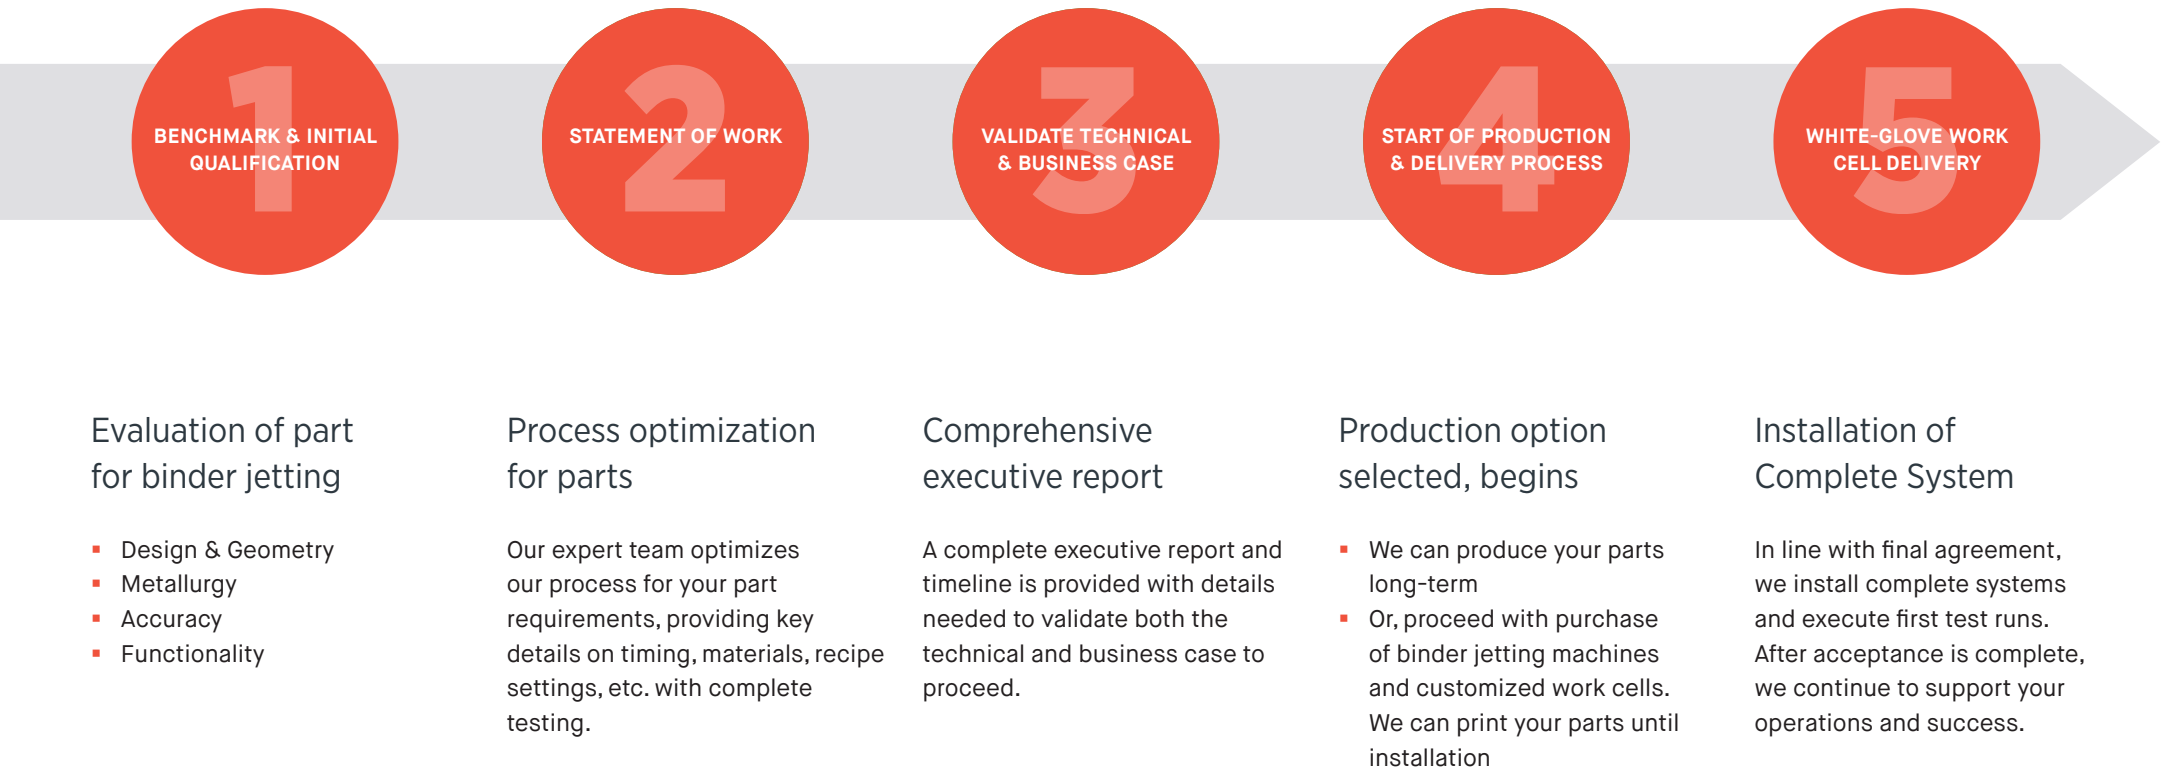 1
BENCHMARK & INITIAL
QUALIFICATION
2
STATEMENT OF WORK
3
VALIDATE TECHNICAL
& BUSINESS CASE
4
START OF PRODUCTION
& DELIVERY PROCESS
5
WHITE-GLOVE WORK
CELL DELIVERY
Evaluation of part
for binder jetting
▪ Design & Geometry
▪ Metallurgy
▪ Accuracy
▪ Functionality
Process optimization
for parts
Our expert team optimizes
our process for your part
requirements, providing key
details on timing, materials, recipe
settings, etc. with complete
testing.
Comprehensive
executive report
A complete executive report and
timeline is provided with details
needed to validate both the
technical and business case to
proceed.
Production option
selected, begins
▪ We can produce your parts
long-term
▪ Or, proceed with purchase
of binder jetting machines
and customized work cells.
We can print your parts until
installation
Installation of
Complete System
In line with final agreement,
we install complete systems
and execute first test runs.
After acceptance is complete,
we continue to support your
operations and success.